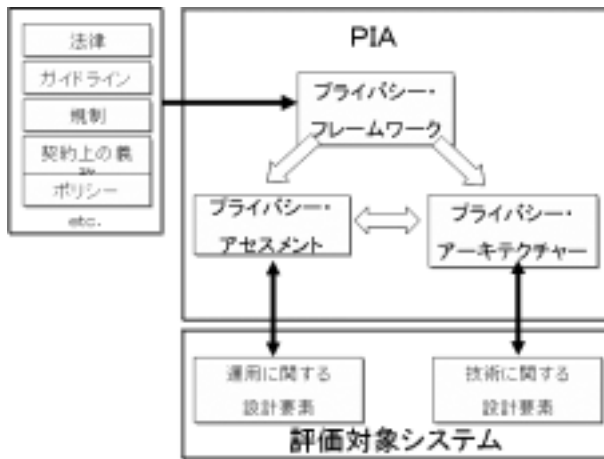 法律
ガイドライン
規制
契約上の義
ポリシー
etc.
PIA
プライバシー・
フレームワーク
プライバシー・
アセスメント
プライバシー・
アーキテクチャー
運用に関する
設計要素
技術に関する
設計要素
評価対象システム